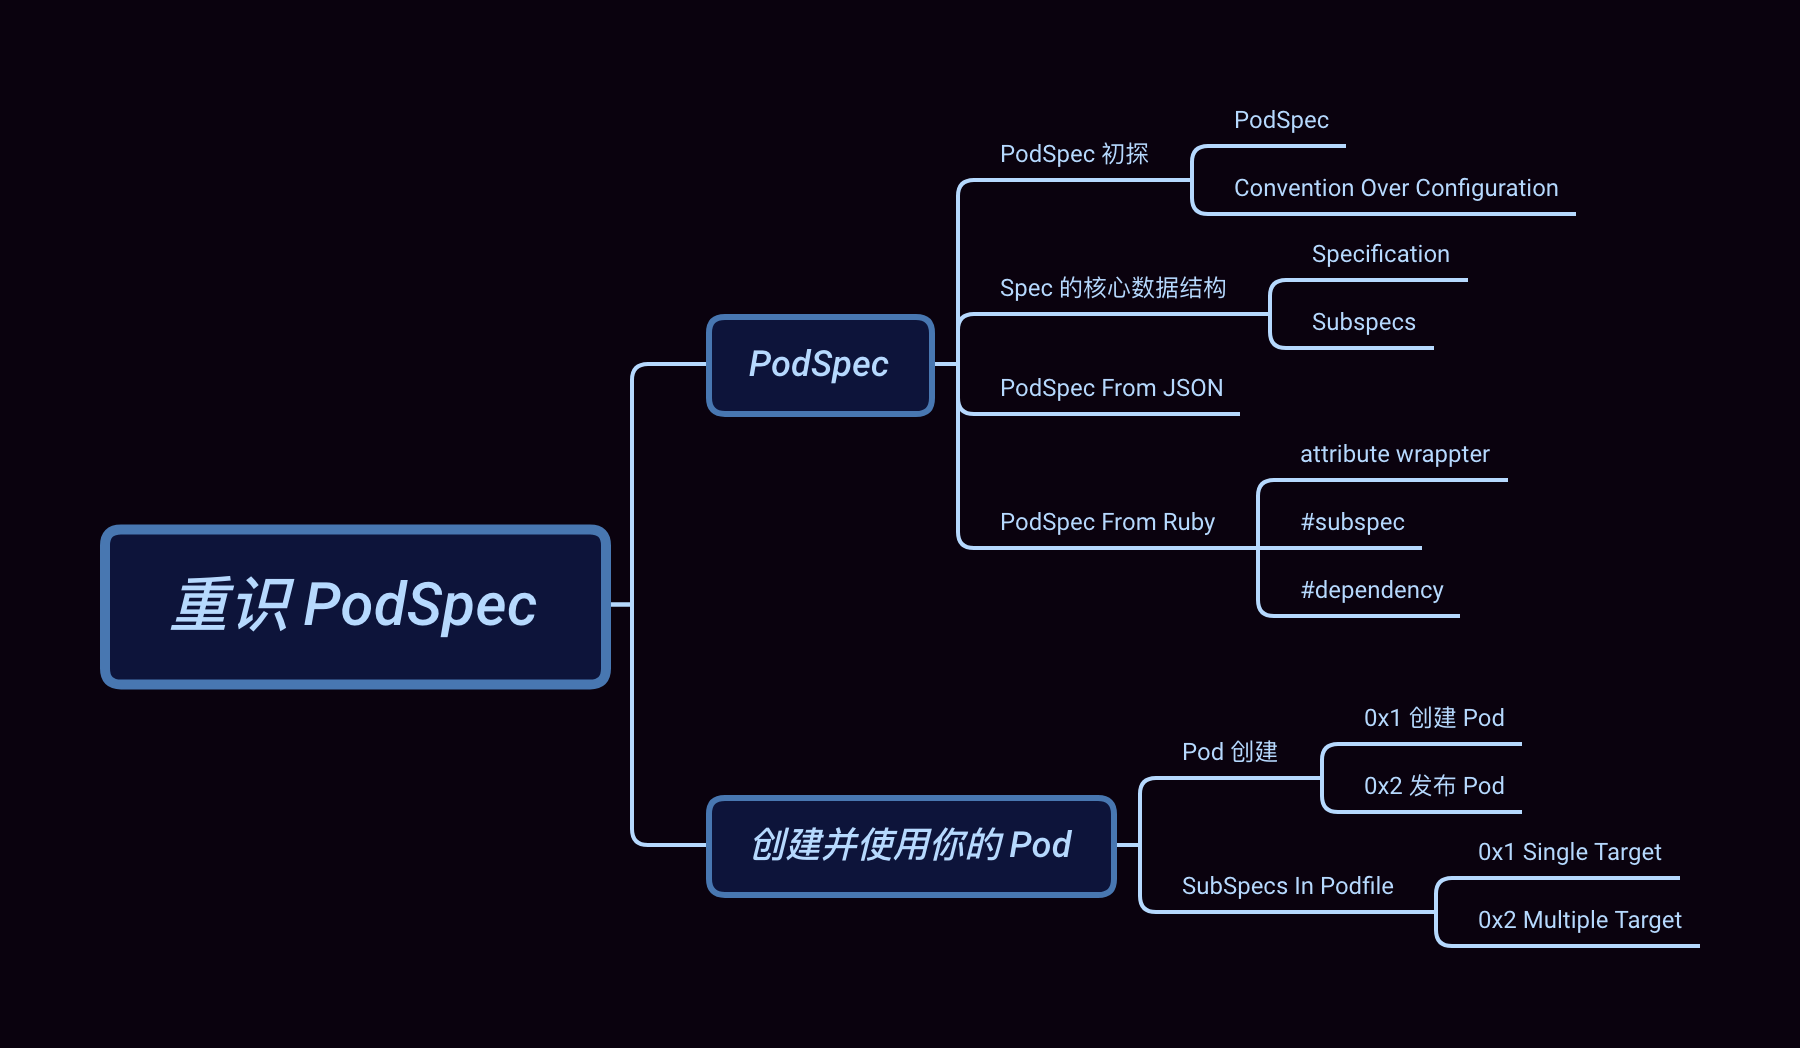 重识 PodSpec
PodSpec
PodSpec 初探
PodSpec
Convention Over Configuration
Spec 的核心数据结构
Specification
Subspecs
PodSpec From JSON
PodSpec From Ruby
attribute wrappter
#subspec
#dependency
创建并使用你的 Pod
Pod 创建
0x1 创建 Pod
0x2 发布 Pod
SubSpecs In Podfile
0x1 Single Target
0x2 Multiple Target